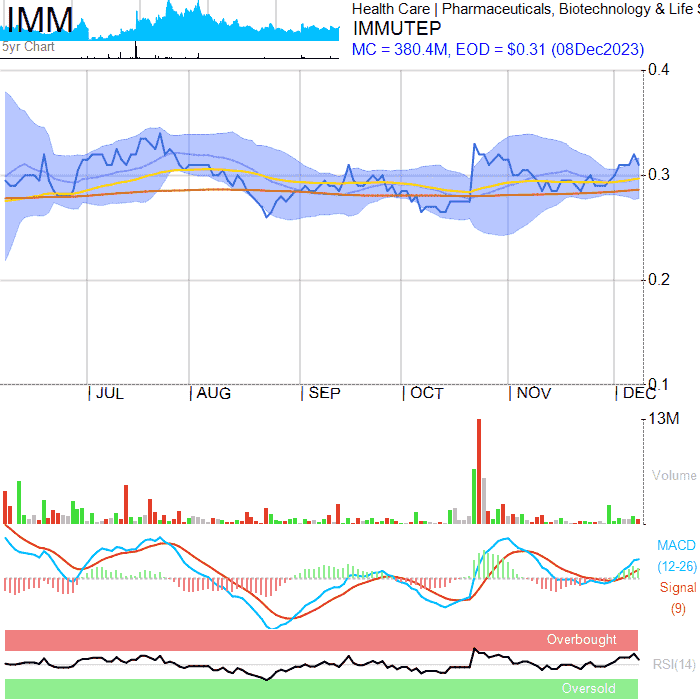 IMM
5yr Chart
Health Care | Pharmaceuticals, Biotechnology & Life S
IMMUTEP
MC = 380.4M, EOD = $0.31 (08Dec2023)
0.4
0.3
0.2
0.1
JUL
AUG
SEP
OCT
NOV
DEC
13M
Volume
MACD
(12-26)
Signal
(9)
Overbought
RSI(14)
Oversold